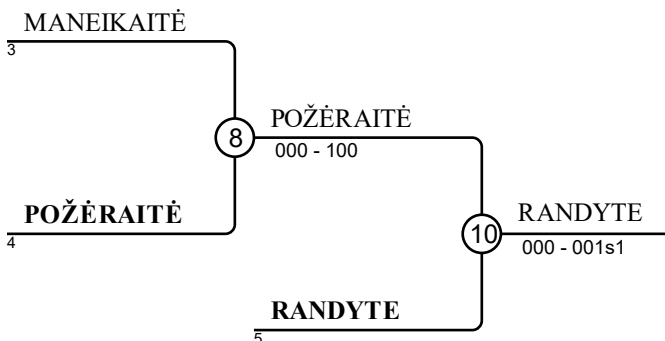 MANEIKAITĖ
3
8
POŽĖRAITĖ
000 - 100
POŽĖRAITĖ
4
10
RANDYTE
000 - 001s1
RANDYTE
5